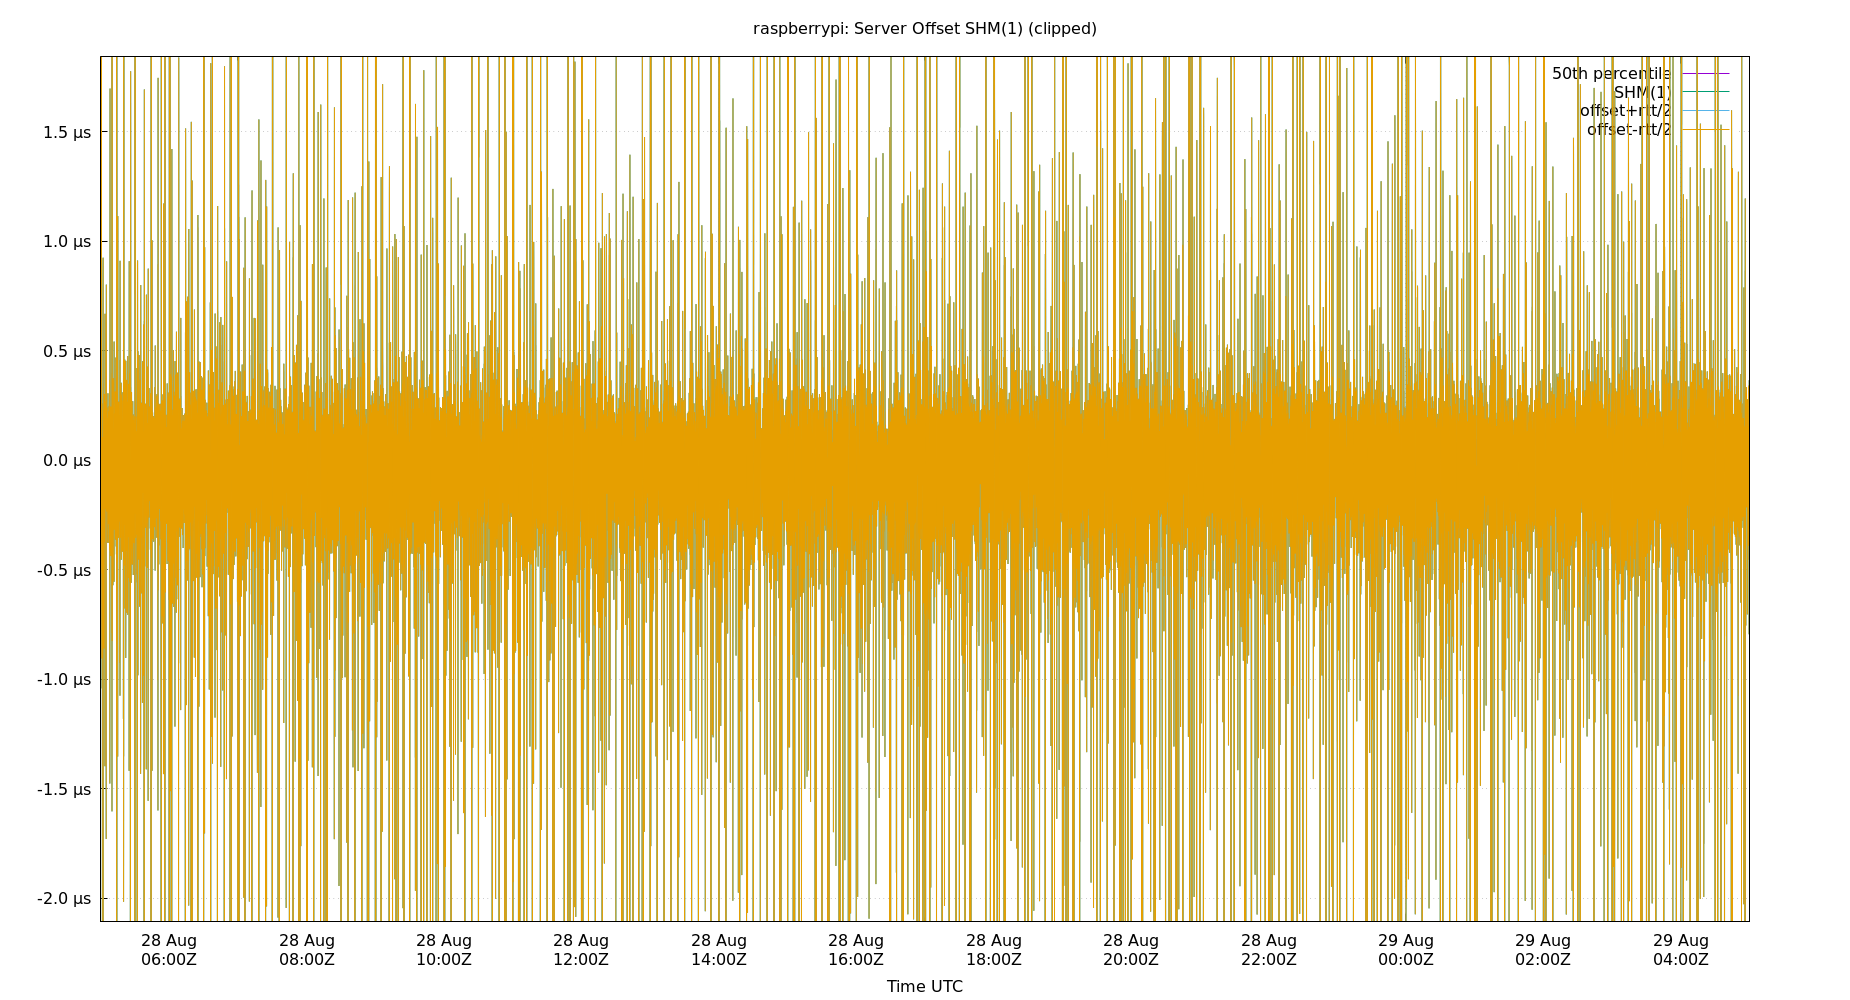 raspberrypi: Server Offset SHM(1) (clipped)
50th percentile
SHM(1)
offset+rtt/2
offset-rtt/2
1.5 µs
1.0 µs
0.5 µs
0.0 µs
-0.5 µs
-1.0 µs
-1.5 µs
-2.0 µs
28 Aug 28 Aug 28 Aug 28 Aug 28 Aug 28 Aug 28 Aug 28 Aug 28 Aug 29 Aug 29 Aug 29 Aug
06:00Z 08:00Z 10:00Z 12:00Z 14:00Z 16:00Z 18:00Z 20:00Z 22:00Z 00:00Z 02:00Z 04:00Z
Time UTC